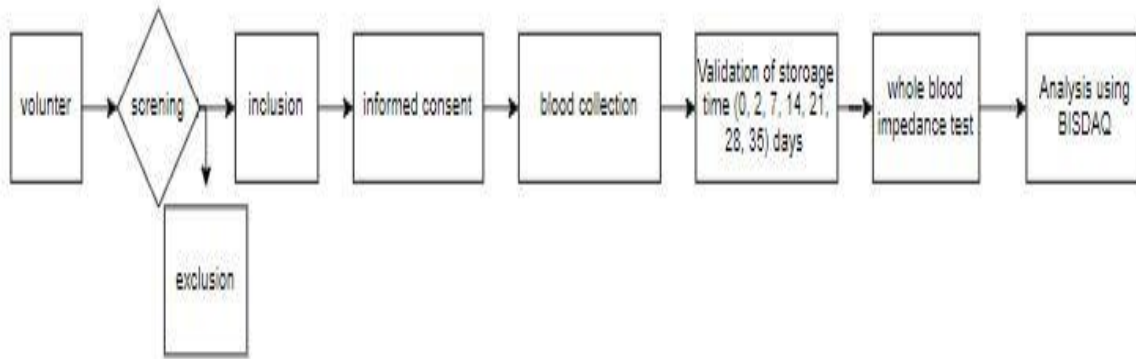 volunter
screning
inclusion
informed consent
blood collection
Validation of storoage
time (0, 2, 7, 14, 21,
28, 35) days
whole blood
impedance test
Analysis using
BISDAQ
exclusion